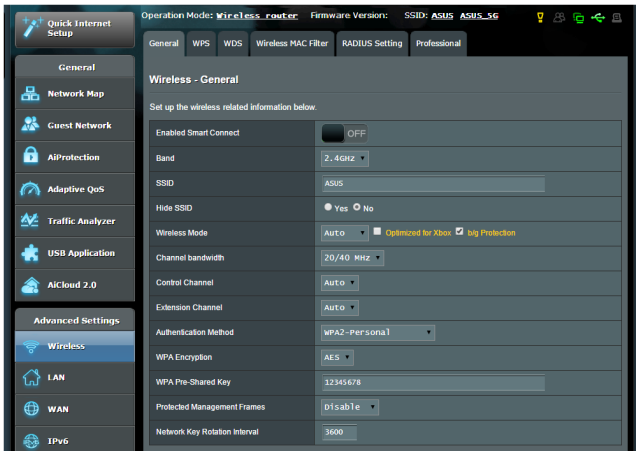 Quick Internet Setup
Operation Mode: Wireless router Firmware Version: SSID: ASUS ASUS_5G
General WPS WDS Wireless MAC Filter RADIUS Setting Professional
General
Network Map
Guest Network
AiProtection
Adaptive QoS
Traffic Analyzer
USB Application
AiCloud 2.0
Advanced Settings
Wireless
LAN
WAN
IPv6
Wireless - General
Set up the wireless related information below.
Enabled Smart Connect OFF
Band 2.4GHz
SSID ASUS
Hide SSID Yes No
Wireless Mode Auto Optimized for Xbox b/g Protection
Channel bandwidth 20/40 MHz
Control Channel Auto
Extension Channel Auto
Authentication Method WPA2-Personal
WPA Encryption AES
WPA Pre-Shared Key 12345678
Protected Management Frames Disable
Network Key Rotation Interval 3600